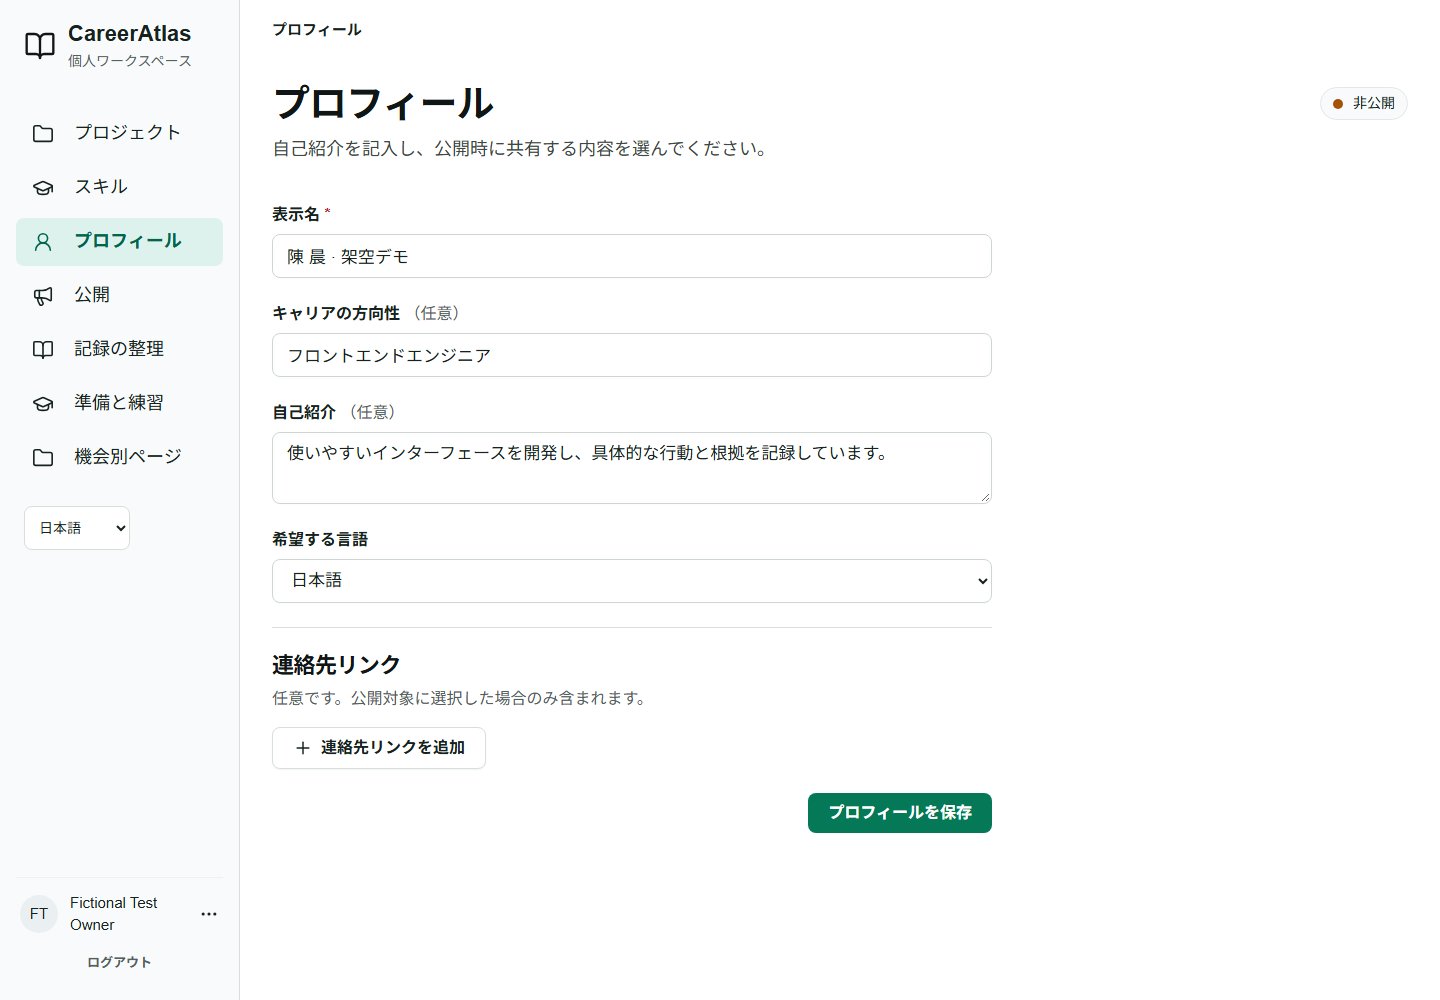 CareerAtlas
個人ワークスペース
プロジェクト
スキル
プロフィール
公開
記録の整理
準備と練習
機会別ページ
日本語
FT
Fictional Test
Owner
ログアウト
プロフィール
プロフィール
非公開
自己紹介を記入し、公開時に共有する内容を選んでください。
表示名 *
陳 晨 · 架空デモ
キャリアの方向性 （任意）
フロントエンドエンジニア
自己紹介 （任意）
使いやすいインターフェースを開発し、具体的な行動と根拠を記録しています。
希望する言語
日本語
連絡先リンク
任意です。公開対象に選択した場合のみ含まれます。
連絡先リンクを追加
プロフィールを保存